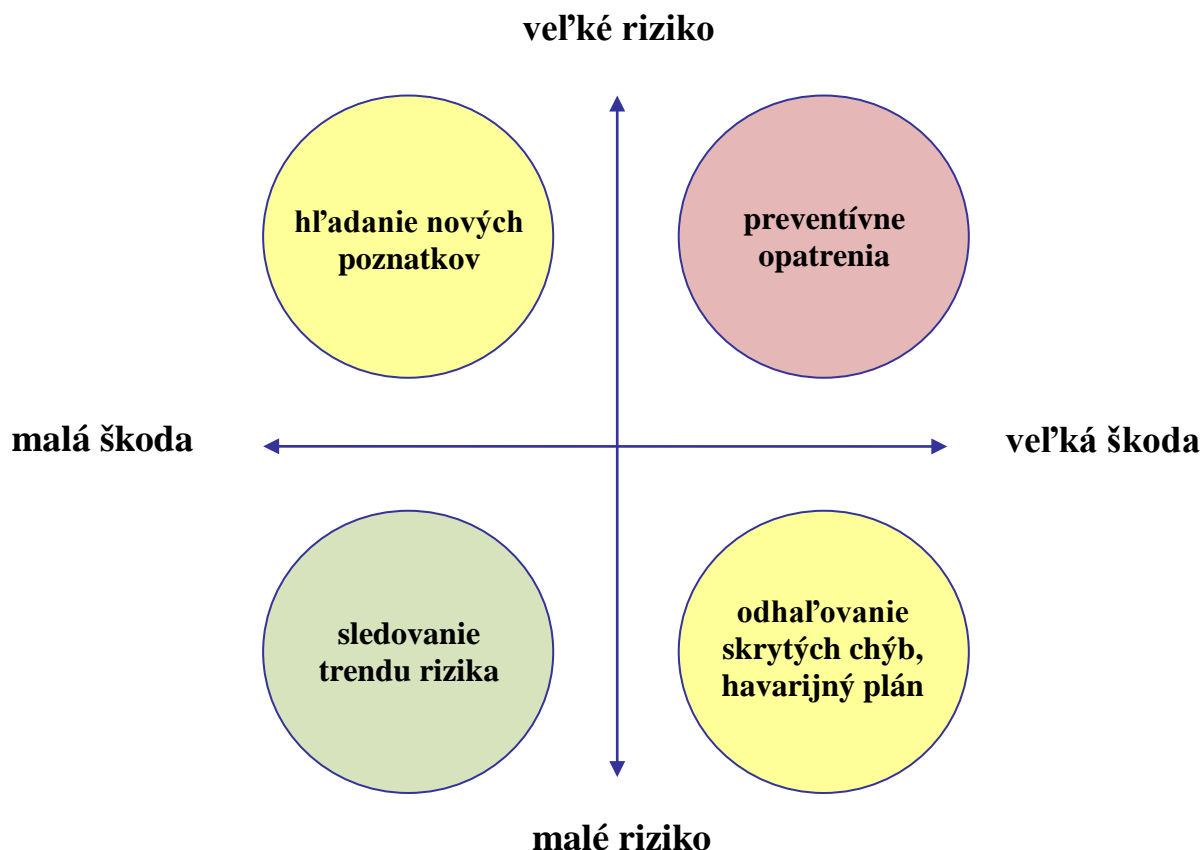 veľké riziko
hľadanie nových
poznatkov
preventívne
opatrenia
malá škoda
veľká škoda
sledovanie
trendu rizika
odhaľovanie
skrytých chýb,
havarijný plán
malé riziko